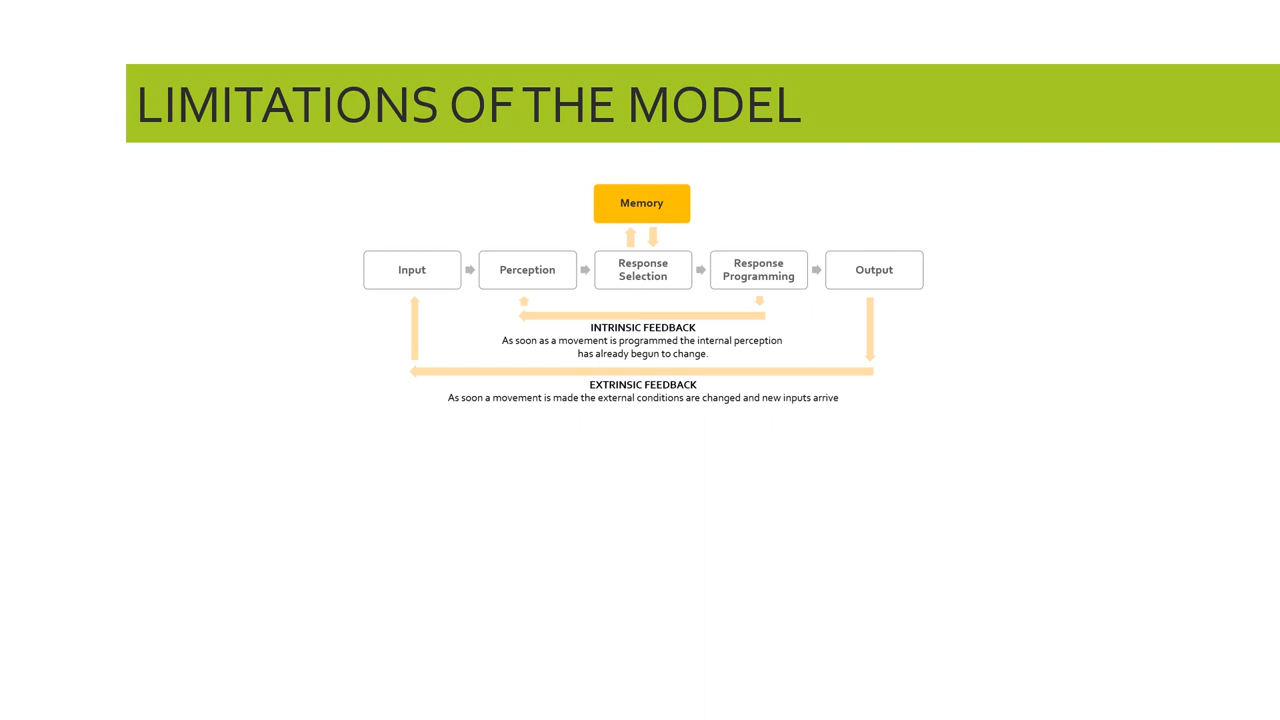 LIMITATIONS OF THE MODEL
Memory
Input
Perception
Response
Selection
Response
Programming
Output
INTRINSIC FEEDBACK
As soon as a movement is programmed the internal perception
has already begun to change.
EXTRINSIC FEEDBACK
As soon a movement is made the external conditions are changed and new inputs arrive